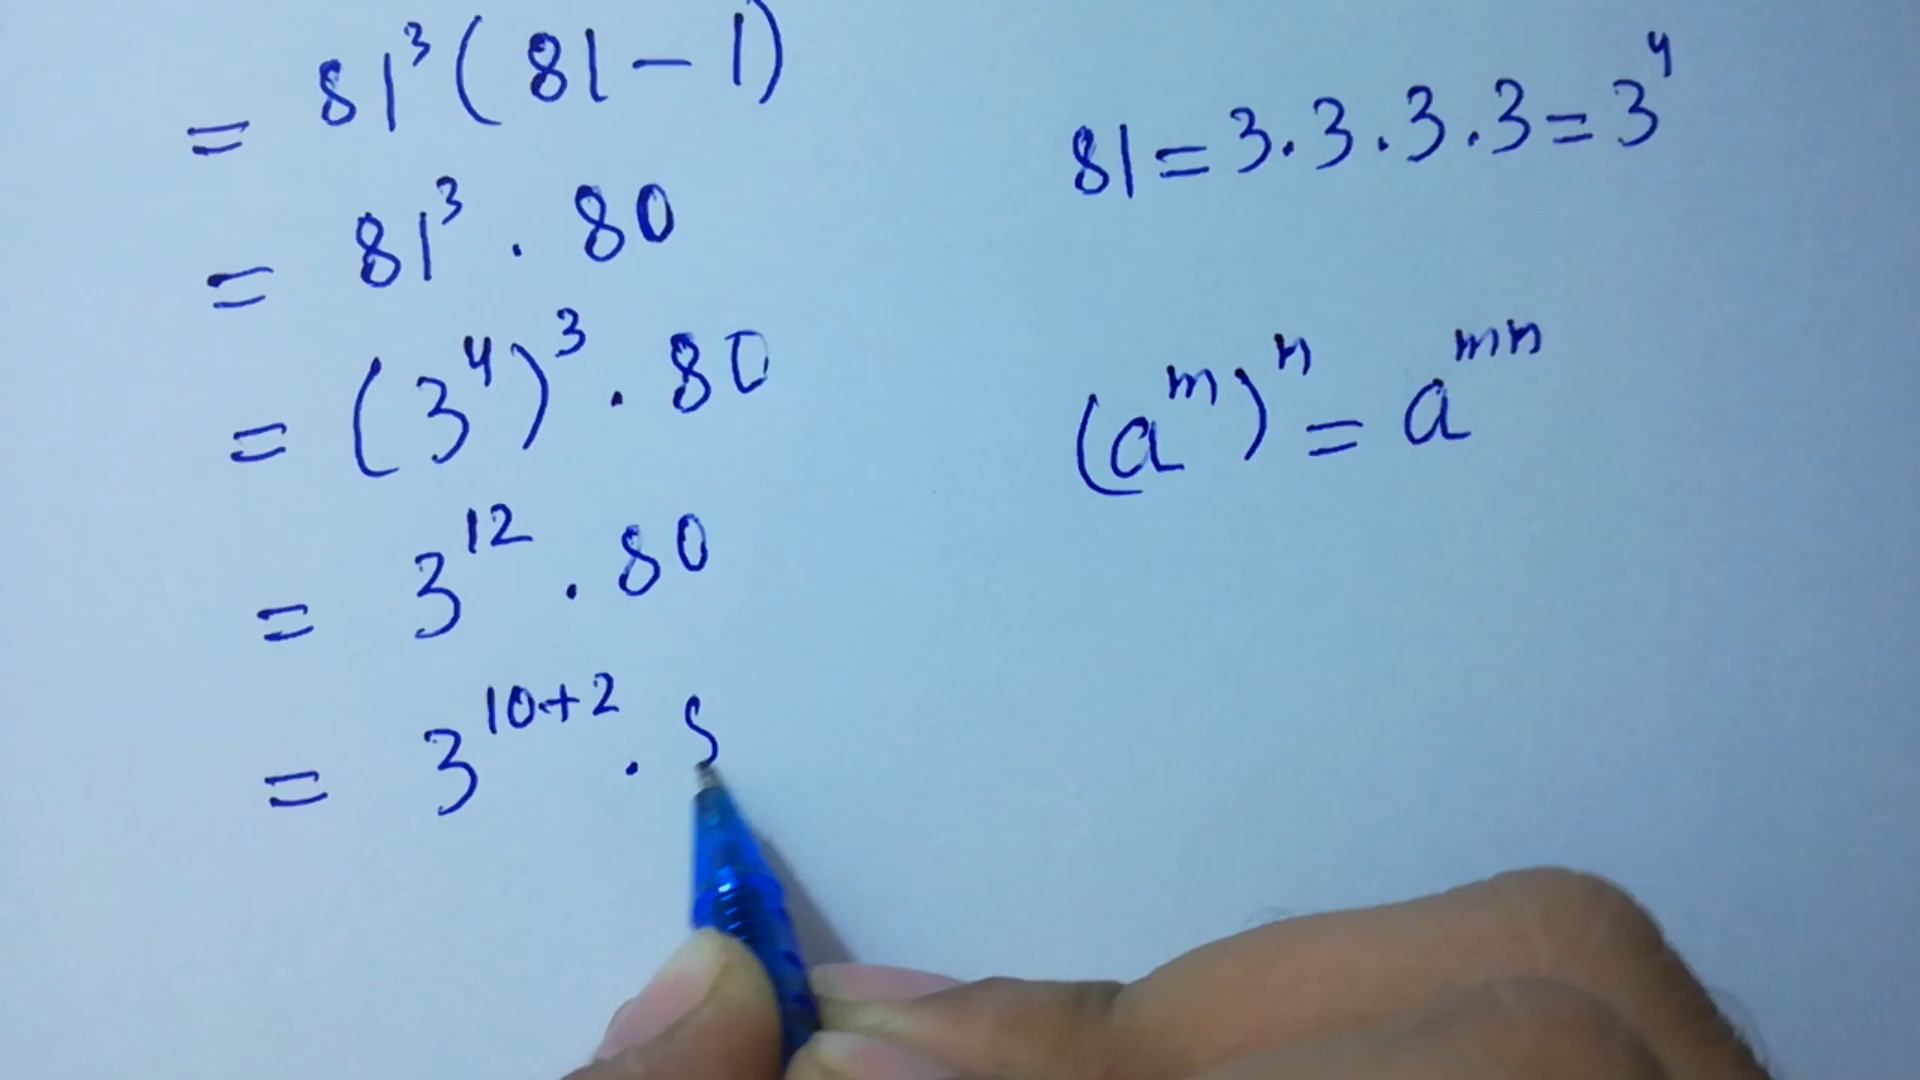 = 81³ ( 81 - 1 )
= 81³ . 80
= (3⁴)³ . 80
= 3¹² . 80
= 3¹⁰⁺² .
81 = 3 . 3 . 3 . 3 = 3⁴
(aᵐ)ⁿ = aᵐⁿ